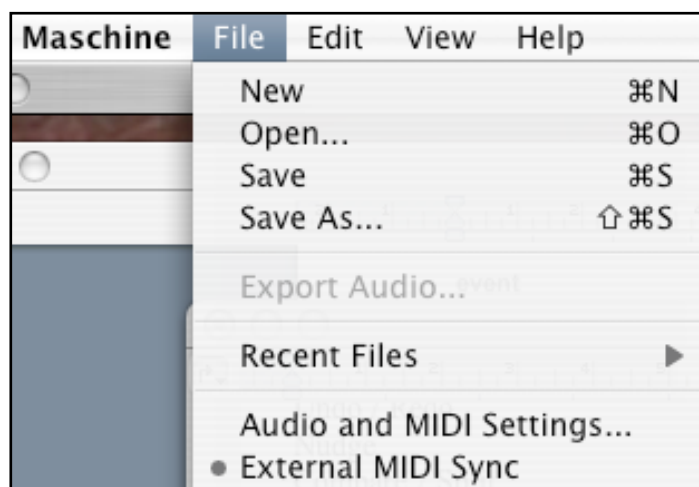 Maschine File Edit View Help
New ⌘N
Open... ⌘O
Save ⌘S
Save As... ⇧⌘S
Export Audio... event
Recent Files
Audio and MIDI Settings...
External MIDI Sync